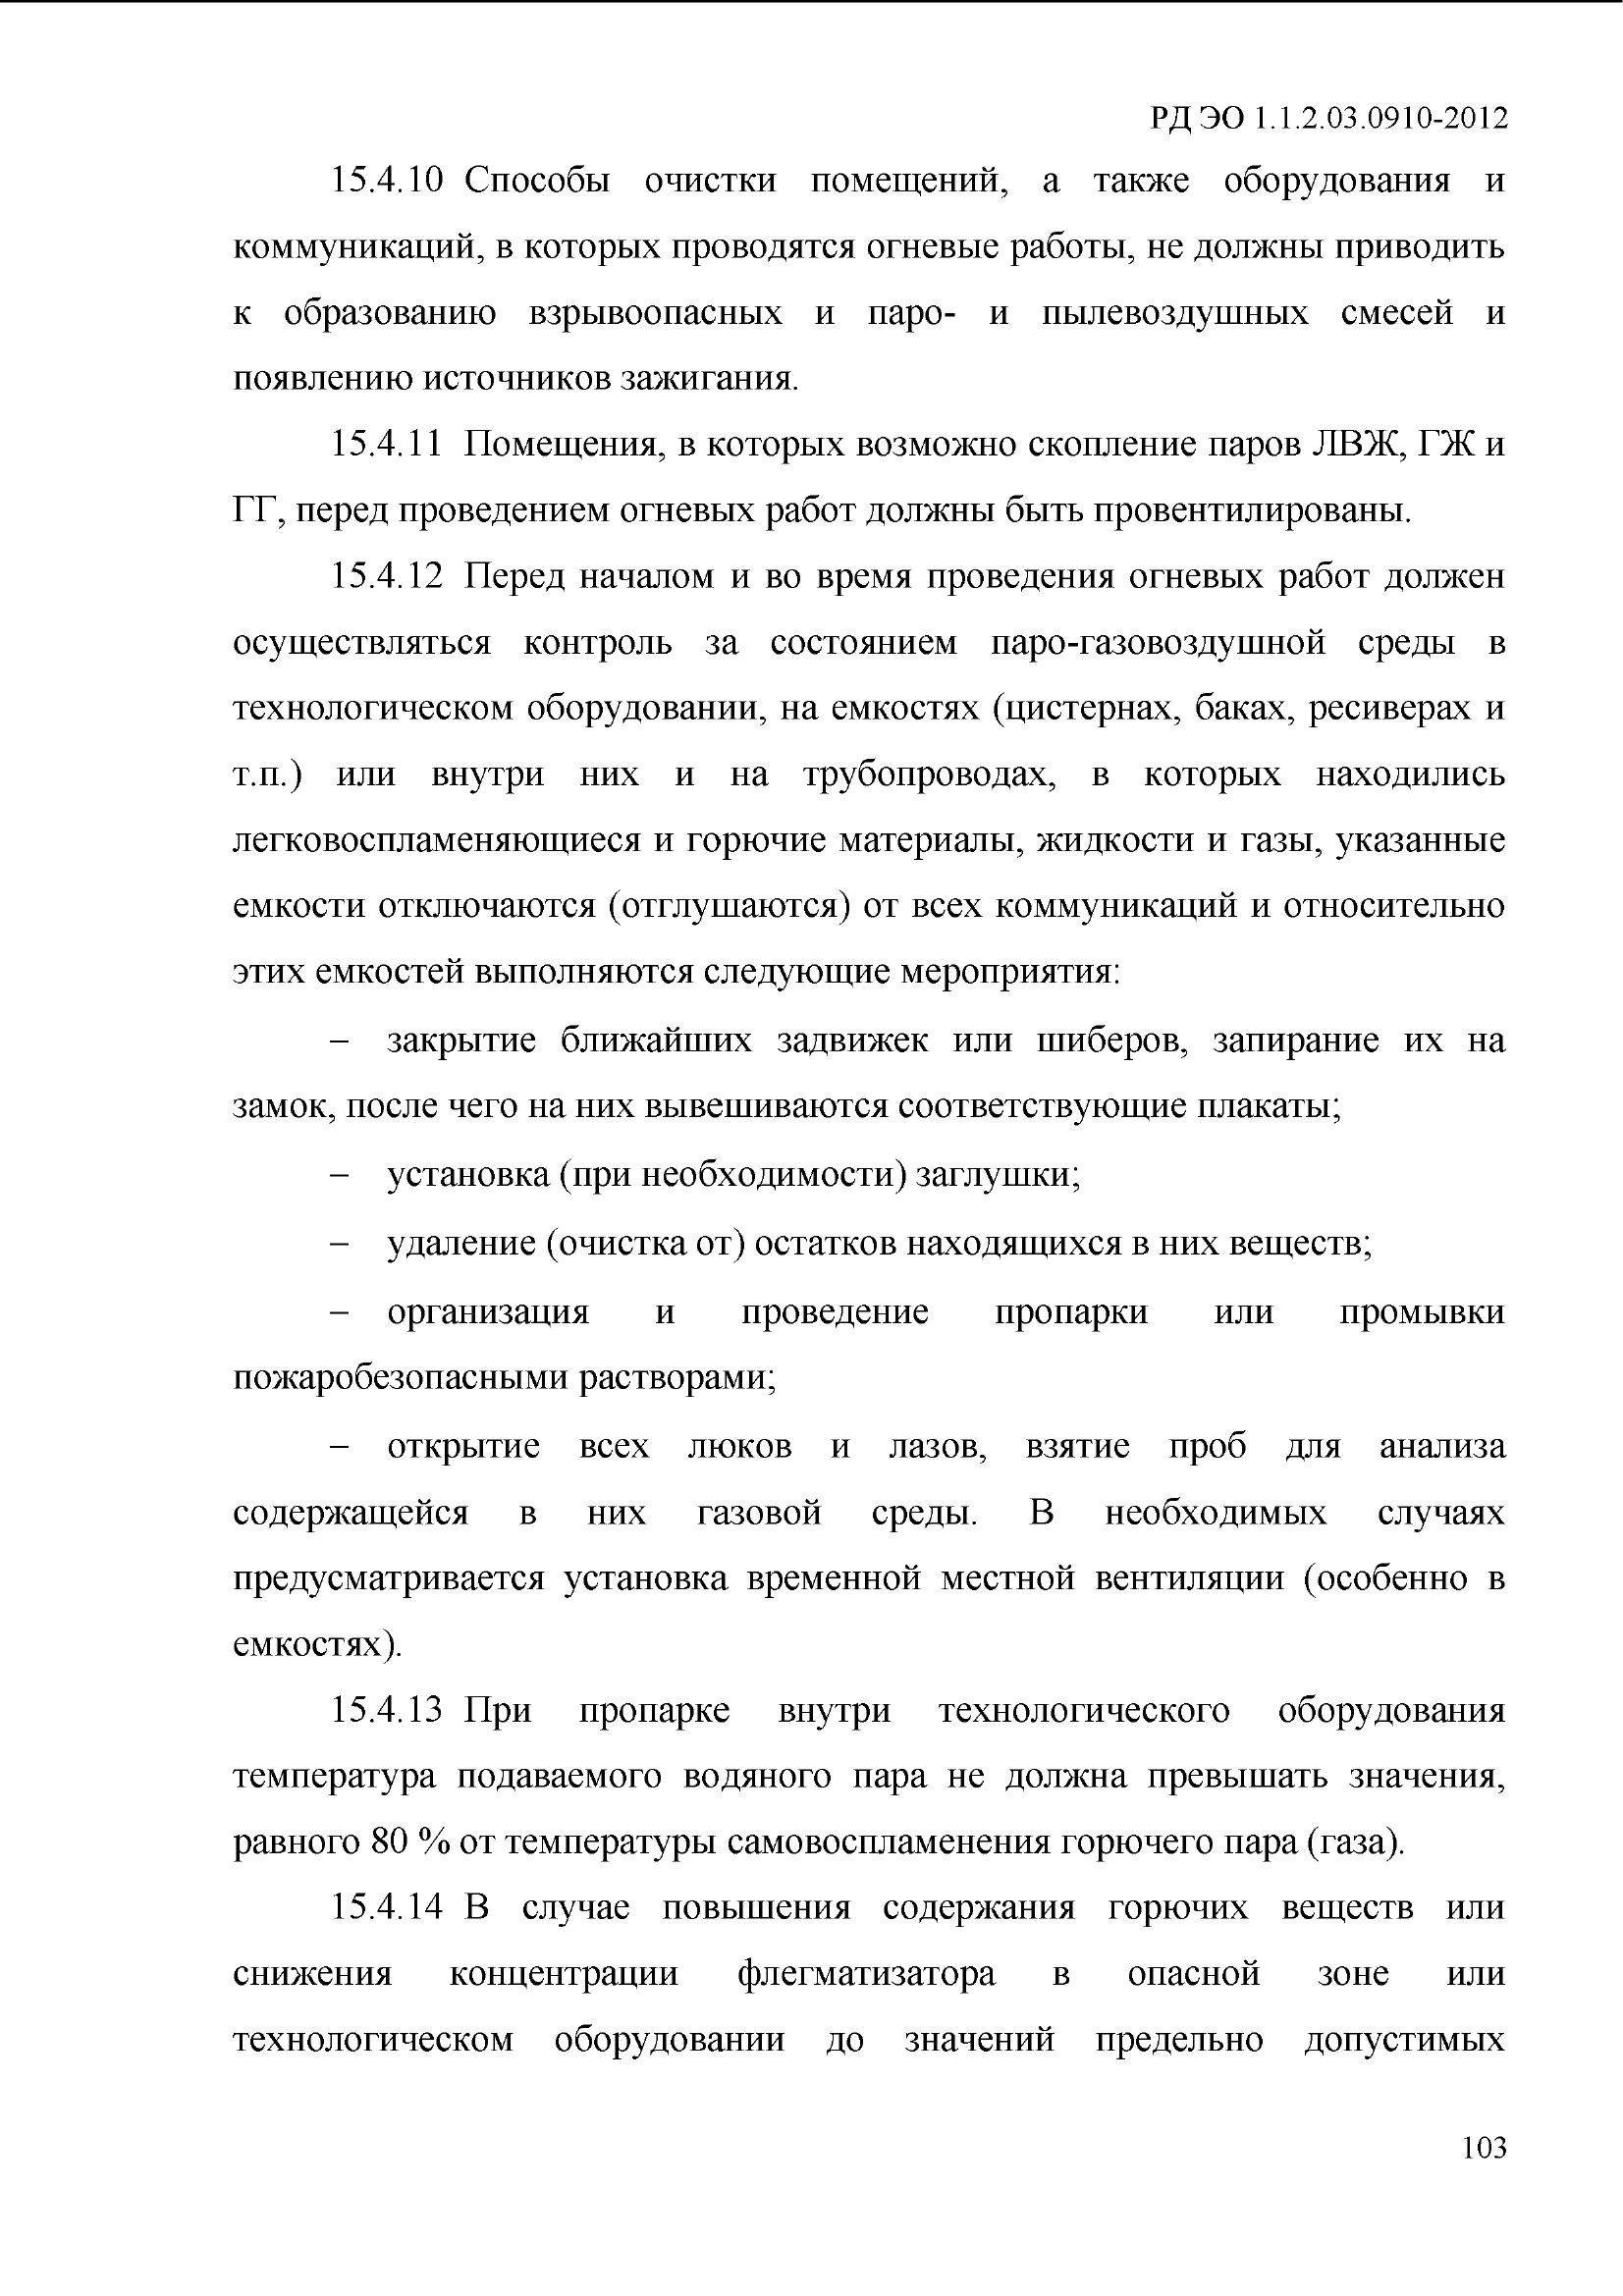 РД ЭО 1.1.2.03.0910-2012
15.4.10 Способы очистки помещений, а также оборудования и
коммуникаций, в которых проводятся огневые работы, не должны приводить
к образованию взрывоопасных и паро- и пылевоздушных смесей и
появлению источников зажигания.
15.4.11 Помещения, в которых возможно скопление паров ЛВЖ, ГЖ и
ГГ, перед проведением огневых работ должны быть провентилированы.
15.4.12 Перед началом и во время проведения огневых работ должен
осуществляться контроль за состоянием паро-газовоздушной среды в
технологическом оборудовании, на емкостях (цистернах, баках, ресиверах и
т.п.) или внутри них и на трубопроводах, в которых находились
легковоспламеняющиеся и горючие материалы, жидкости и газы, указанные
емкости отключаются (отглушаются) от всех коммуникаций и относительно
этих емкостей выполняются следующие мероприятия:
– закрытие ближайших задвижек или шиберов, запирание их на
замок, после чего на них вывешиваются соответствующие плакаты;
– установка (при необходимости) заглушки;
– удаление (очистка от) остатков находящихся в них веществ;
– организация и проведение пропарки или промывки
пожаробезопасными растворами;
– открытие всех люков и лазов, взятие проб для анализа
содержащейся в них газовой среды. В необходимых случаях
предусматривается установка временной местной вентиляции (особенно в
емкостях).
15.4.13 При пропарке внутри технологического оборудования
температура подаваемого водяного пара не должна превышать значения,
равного 80 % от температуры самовоспламенения горючего пара (газа).
15.4.14 В случае повышения содержания горючих веществ или
снижения концентрации флегматизатора в опасной зоне или
технологическом оборудовании до значений предельно допустимых
103